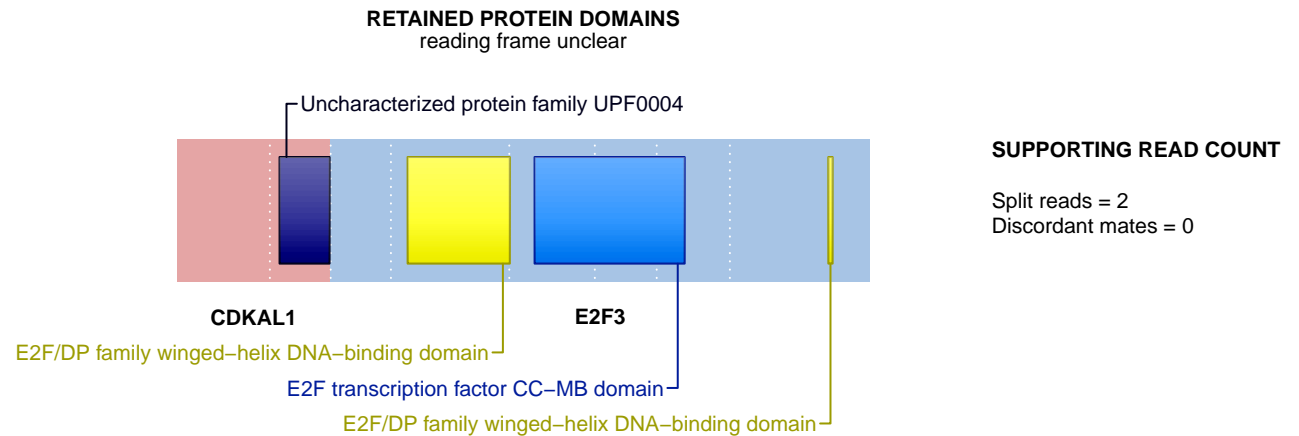 RETAINED PROTEIN DOMAINS
reading frame unclear
Uncharacterized protein family UPF0004
SUPPORTING READ COUNT
Split reads = 2
Discordant mates = 0
CDKAL1
E2F3
E2F/DP family winged−helix DNA−binding domain
E2F transcription factor CC−MB domain
E2F/DP family winged−helix DNA−binding domain